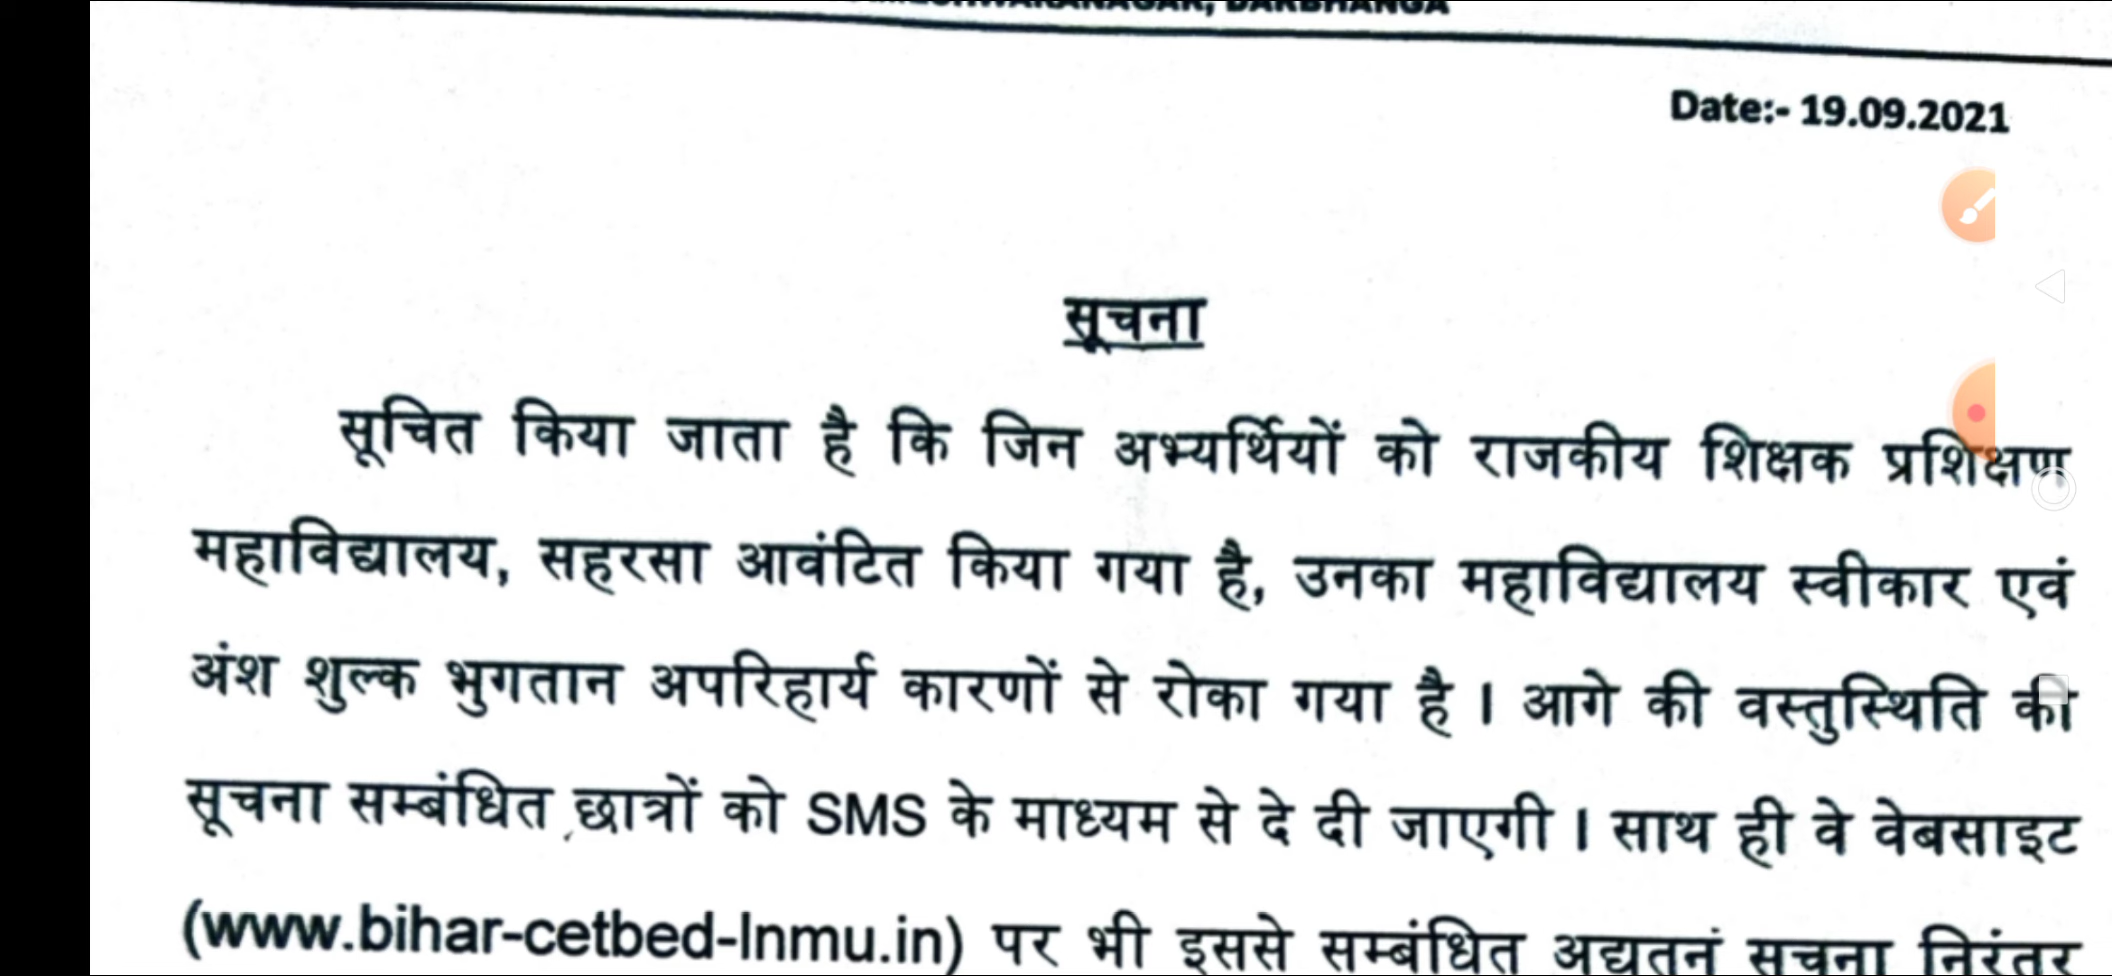 DARBHANGA
Date:- 19.09.2021
सूचना
सूचित किया जाता है कि जिन अभ्यर्थियों को राजकीय शिक्षक प्रशिक्षण
महाविद्यालय, सहरसा आवंटित किया गया है, उनका महाविद्यालय स्वीकार एवं
अंश शुल्क भुगतान अपरिहार्य कारणों से रोका गया है । आगे की वस्तुस्थिति की
सूचना सम्बंधित छात्रों को SMS के माध्यम से दे दी जाएगी । साथ ही वे वेबसाइट
(www.bihar-cetbed-lnmu.in) पर भी इससे सम्बंधित अद्यतनं सूचना निरंतर